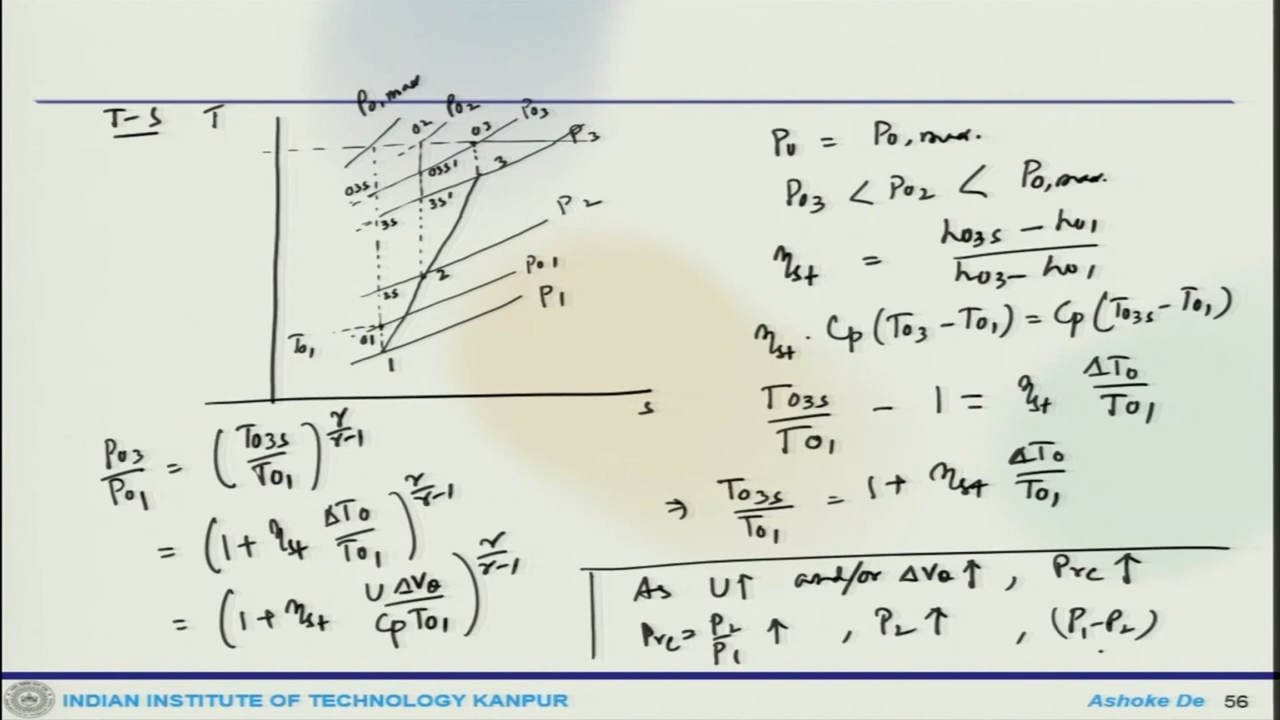 T-S T
P0,max
P02
P03
P3
02
03
03s
03s'
3
3s
3s'
P2
2
2s
P01
P1
T01
01
1
s
P0 = P0,max.
P03 < P02 < P0,max.
ηst = (h03s - h01) / (h03 - h01)
ηst · Cp (T03 - T01) = Cp (T03s - T01)
T03s/T01 - 1 = ηst ΔT0/T01
⇒ T03s/T01 = 1 + ηst ΔT0/T01
P03/P01 = (T03s/T01)^(γ/(γ-1))
= (1 + ηst ΔT0/T01)^(γ/(γ-1))
= (1 + ηst UΔVθ/(Cp T01))^(γ/(γ-1))
As U↑ and/or ΔVθ↑, Prc ↑
Prc = P2/P1 ↑, P2 ↑, (P1-P2)
INDIAN INSTITUTE OF TECHNOLOGY KANPUR
Ashoke De 56